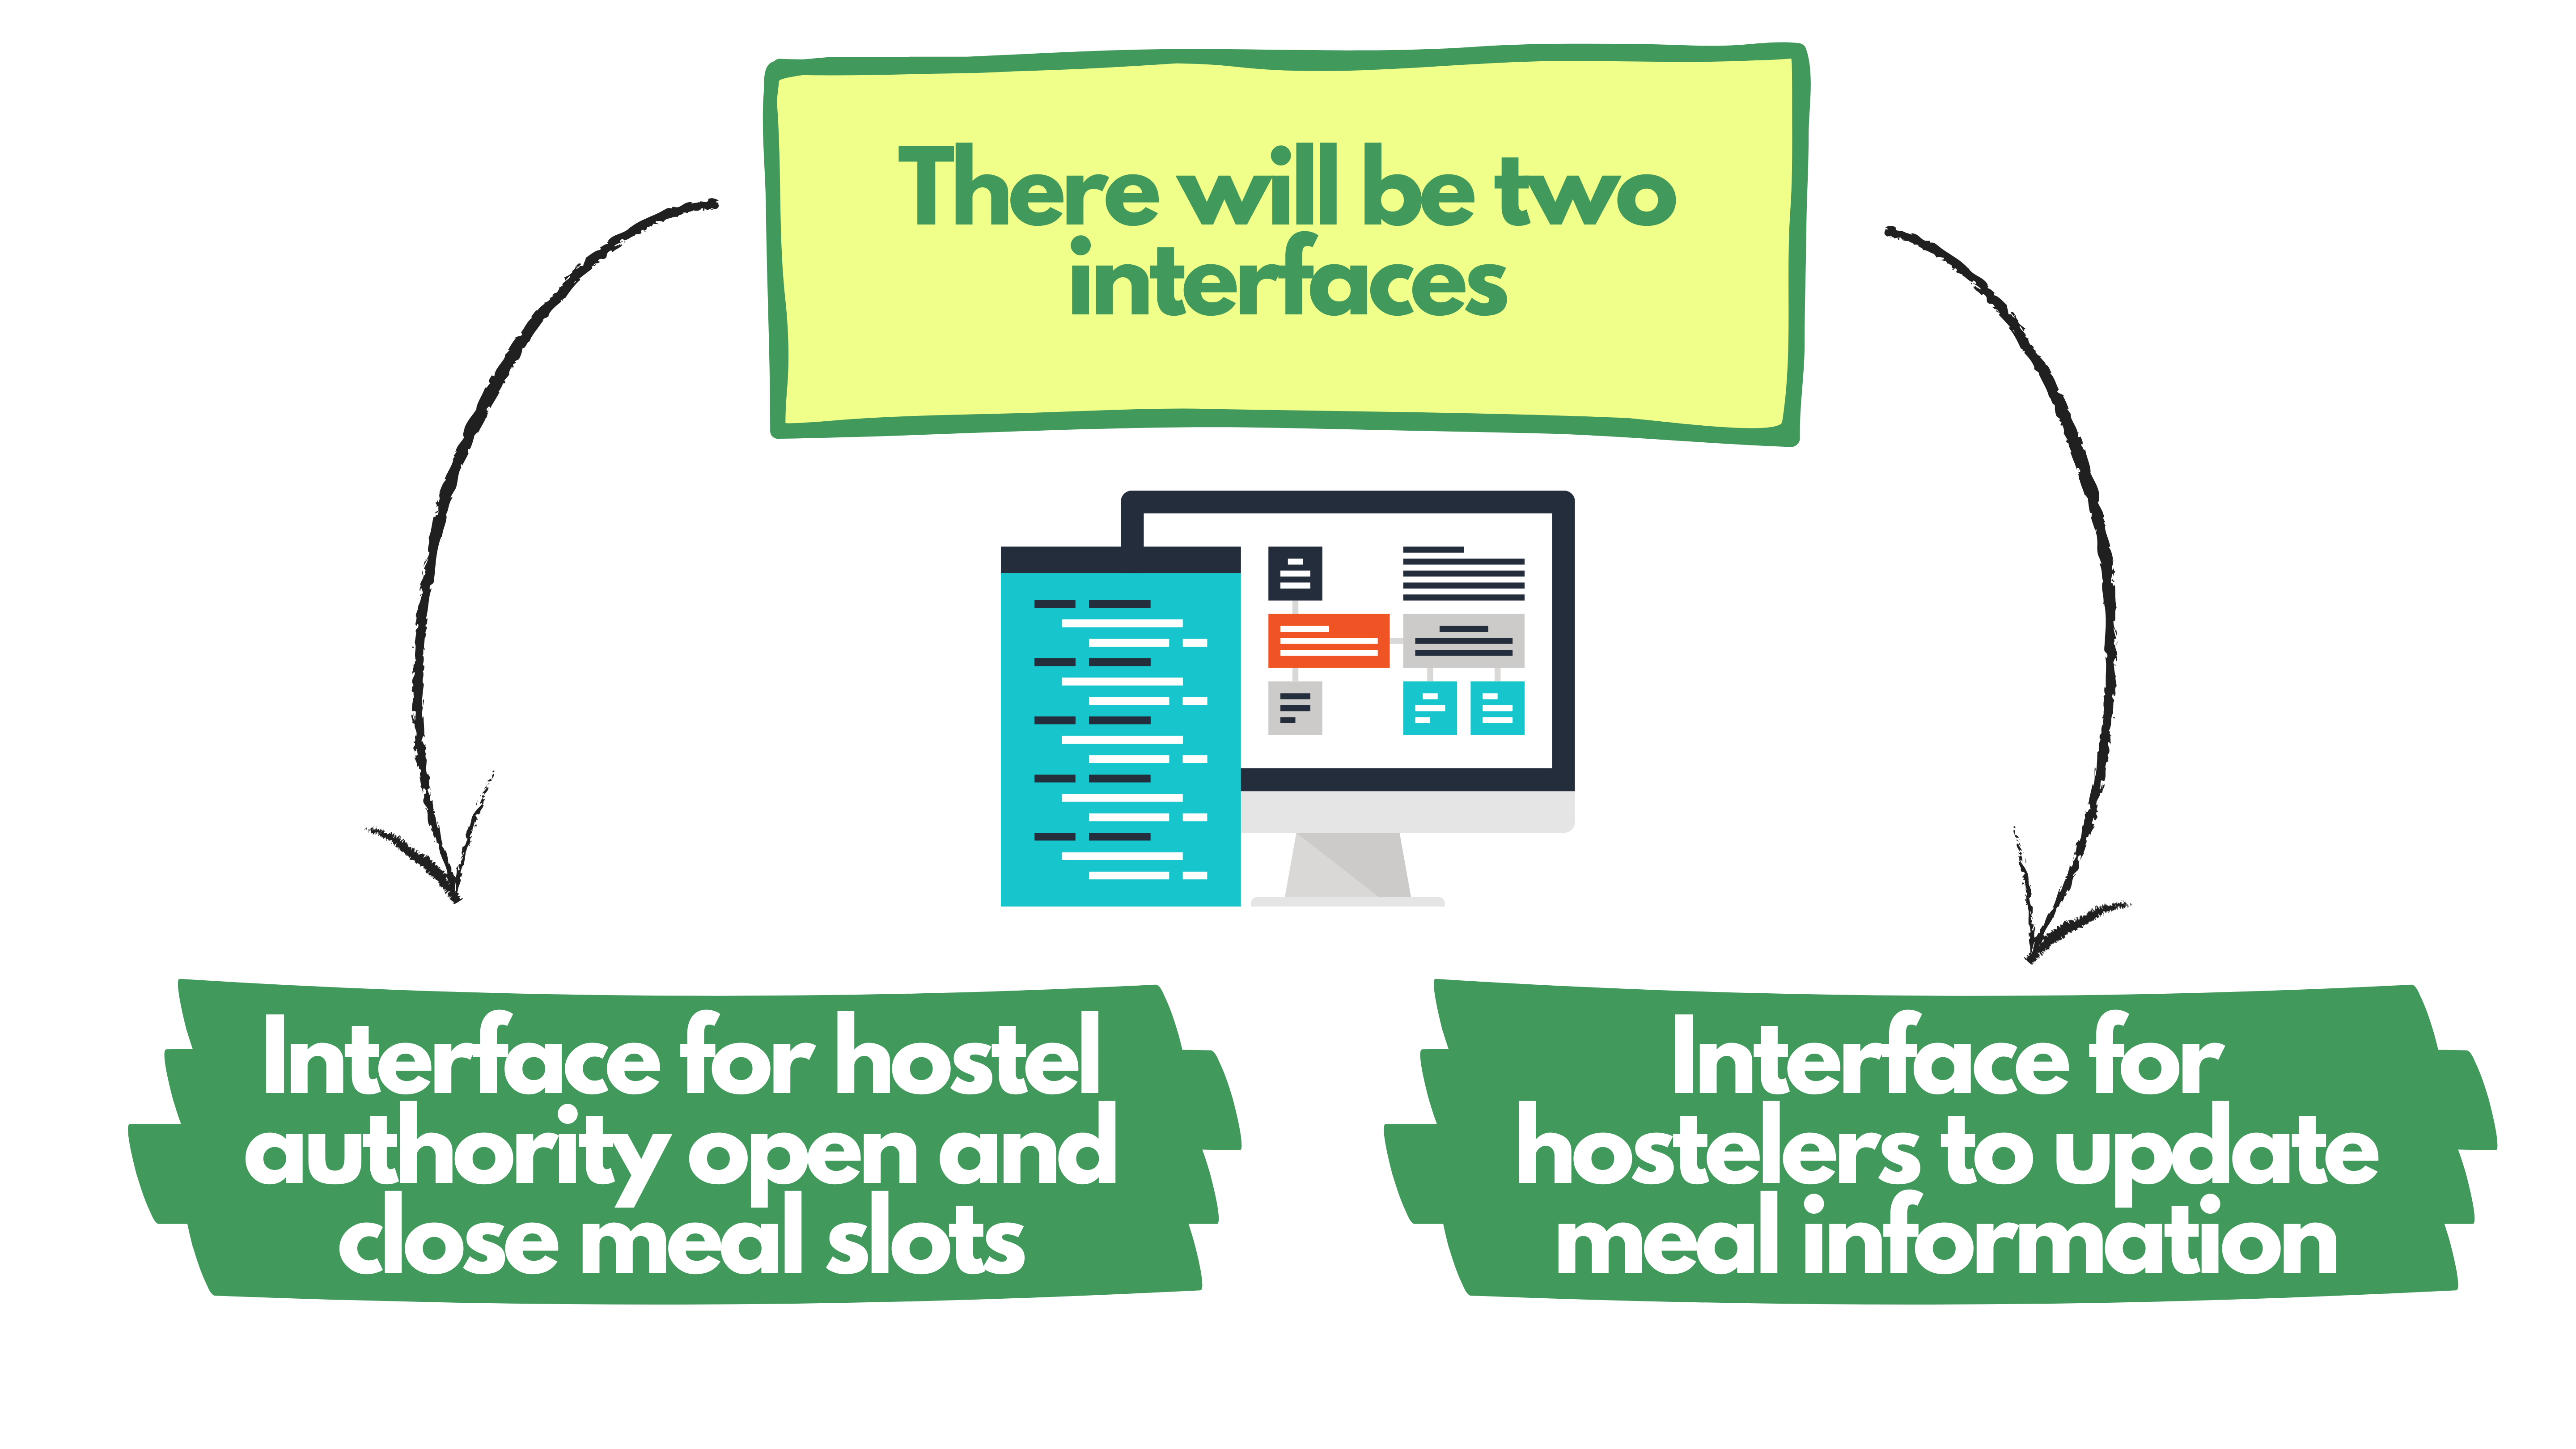 There will be two
interfaces
Interface for hostel
authority open and
close meal slots
Interface for
hostelers to update
meal information